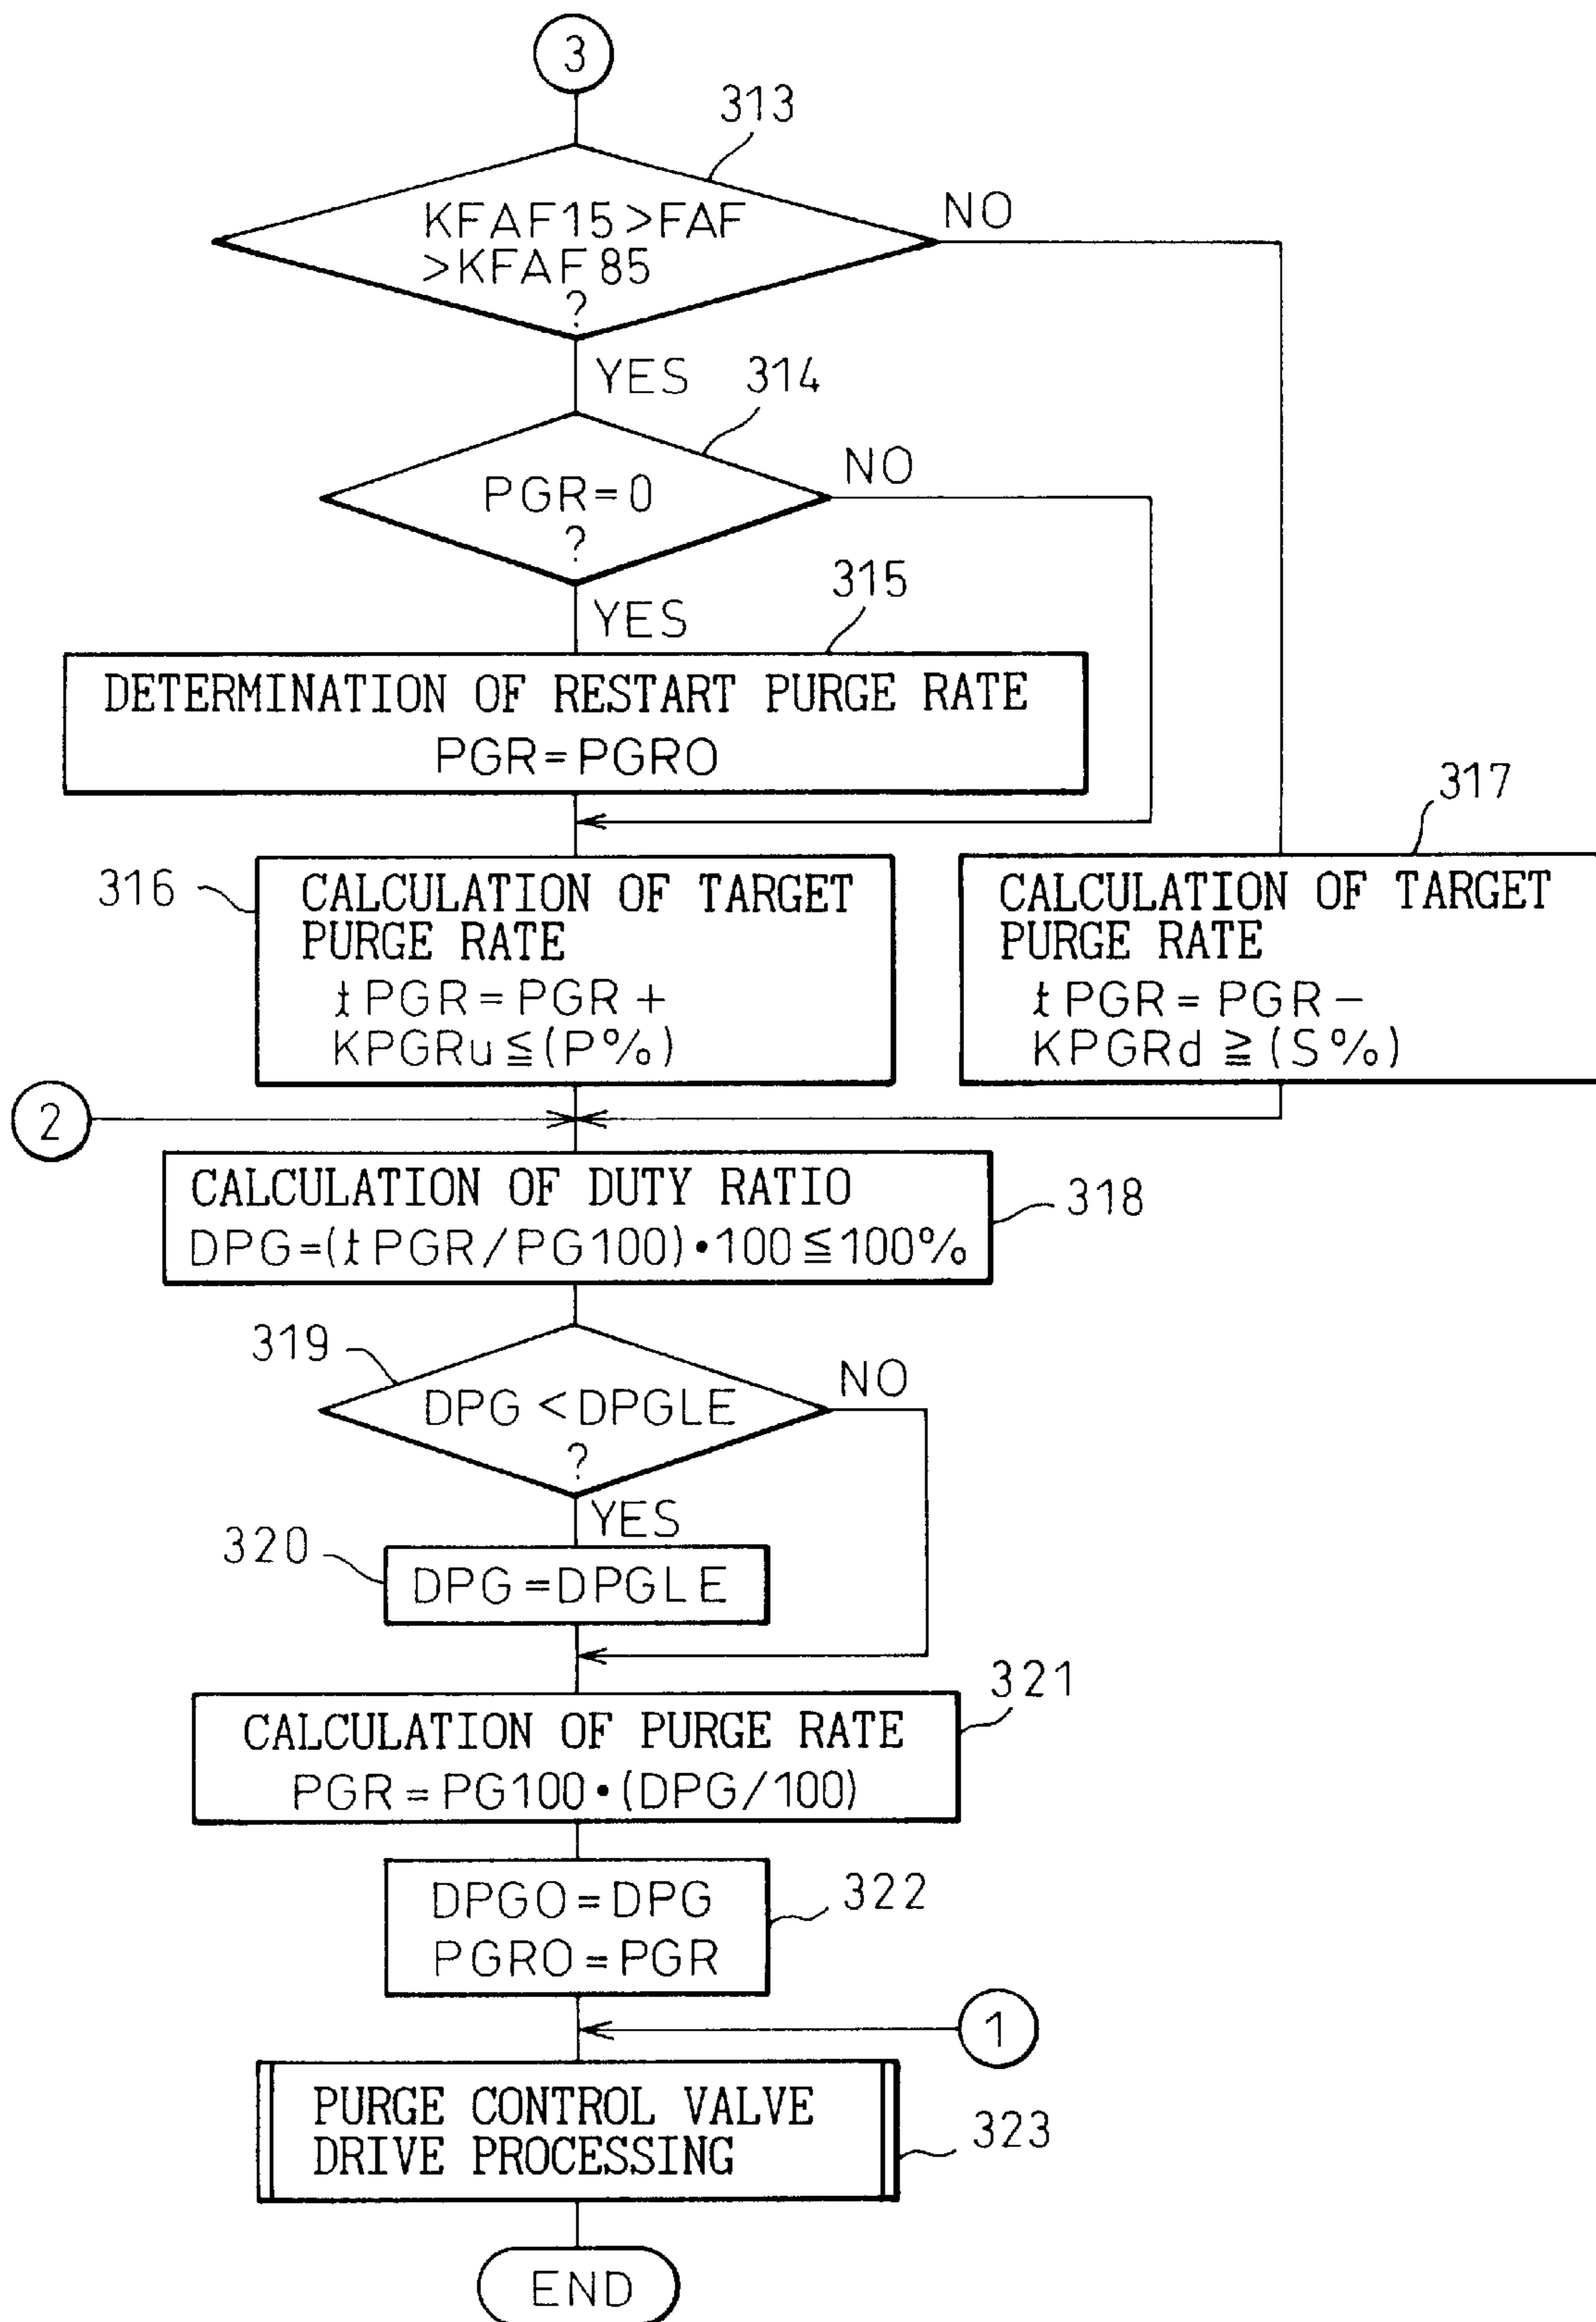 3
313
KFAF15>FAF
>KFAF85
?
NO
YES
314
PGR=0
?
NO
YES
315
DETERMINATION OF RESTART PURGE RATE
PGR=PGRO
316
CALCULATION OF TARGET
PURGE RATE
tPGR=PGR+
KPGRu≦(P%)
317
CALCULATION OF TARGET
PURGE RATE
tPGR=PGR-
KPGRd≧(S%)
2
CALCULATION OF DUTY RATIO
DPG=(tPGR/PG100)•100≦100%
318
319
DPG<DPGLE
?
NO
YES
320
DPG=DPGLE
321
CALCULATION OF PURGE RATE
PGR=PG100•(DPG/100)
DPGO=DPG
PGRO=PGR
322
1
PURGE CONTROL VALVE
DRIVE PROCESSING
323
END